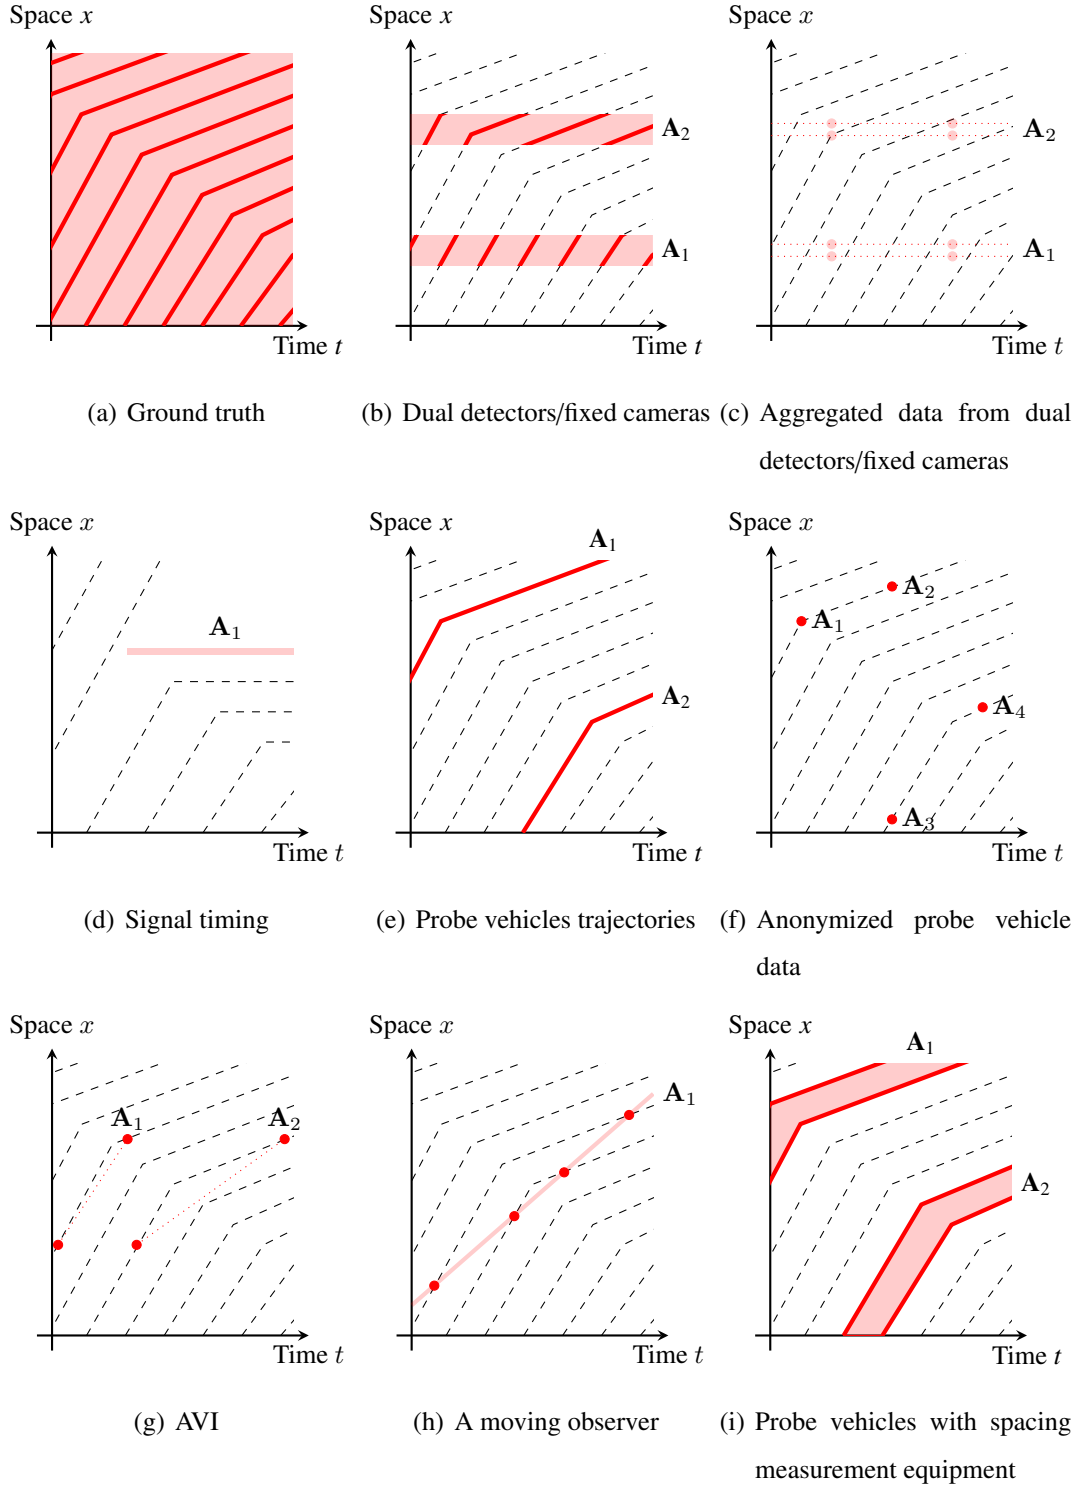 Space x
Space x
Space x
A2
A2
A1
A1
Time t
Time t
Time t
(a) Ground truth
(b) Dual detectors/fixed cameras
(c) Aggregated data from dual
detectors/fixed cameras
Space x
Space x
Space x
A1
A1
A2
A2
A1
A4
A3
Time t
Time t
Time t
(d) Signal timing
(e) Probe vehicles trajectories
(f) Anonymized probe vehicle
data
Space x
Space x
Space x
A1
A2
A1
A1
A2
Time t
Time t
Time t
(g) AVI
(h) A moving observer
(i) Probe vehicles with spacing
measurement equipment